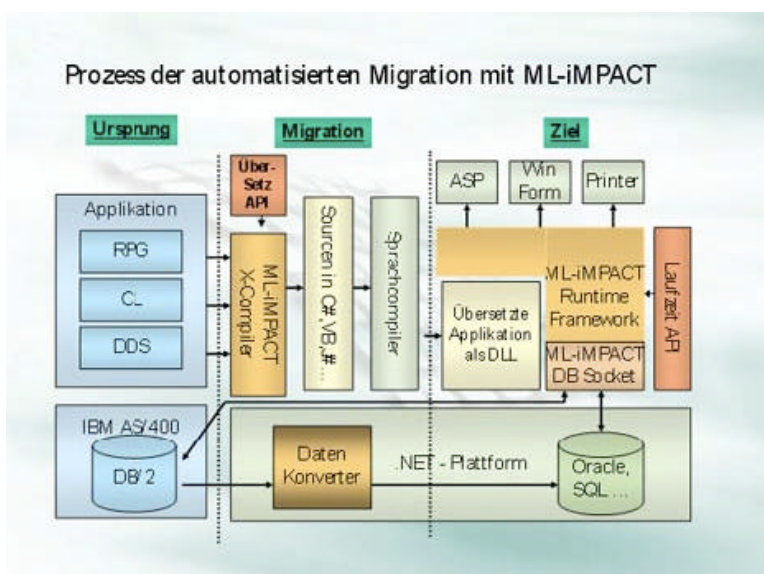 Prozess der automatisierten Migration mit ML-iMPACT
Ursprung
Migration
Ziel
Über-
Setz
API
ASP
Win
Form
Printer
Applikation
RPG
CL
DDS
ML-iMPACT
X-Compiler
Sourcen in
C#,VB,#...
Sprachcompiler
Übersetzte
Applikation
als DLL
ML-iMPACT
Runtime
Framework
ML-iMPACT
DB Socket
Laufzeit API
IBM AS/400
DB/2
Daten
Konverter
.NET - Plattform
Oracle,
SQL ...